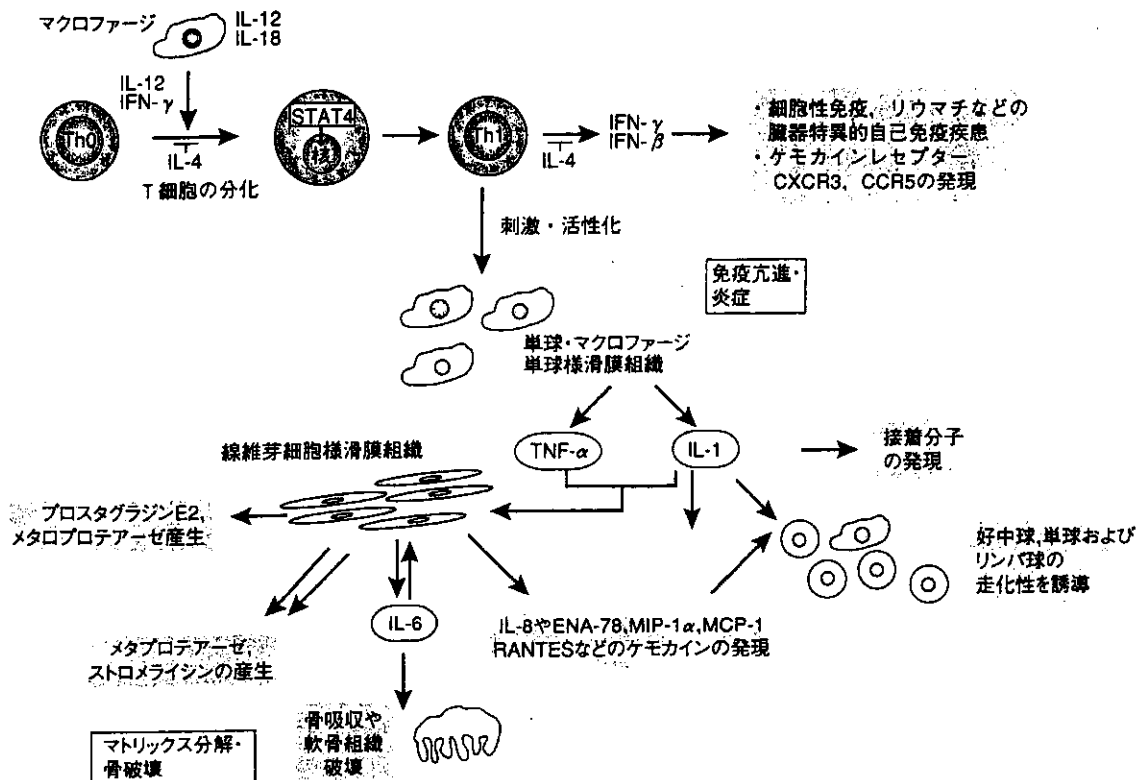 マクロファージ
IL-12
IL-18
IL-12
IFN-γ
Th0
IL-4
T 細胞の分化
STAT4
核
Th1
IL-4
IFN-γ
IFN-β
・細胞性免疫, リウマチなどの
臓器特異的自己免疫疾患
・ケモカインレセプター,
CXCR3, CCR5の発現
刺激・活性化
免疫亢進・
炎症
単球・マクロファージ
単球様滑膜組織
TNF-α
IL-1
接着分子
の発現
線維芽細胞様滑膜組織
プロスタグラジンE2,
メタロプロテアーゼ産生
好中球,単球および
リンパ球の
走化性を誘導
IL-6
IL-8やENA-78,MIP-1α,MCP-1
RANTESなどのケモカインの発現
メタプロテアーゼ,
ストロメライシンの産生
骨吸収や
軟骨組織
破壊
マトリックス分解・
骨破壊